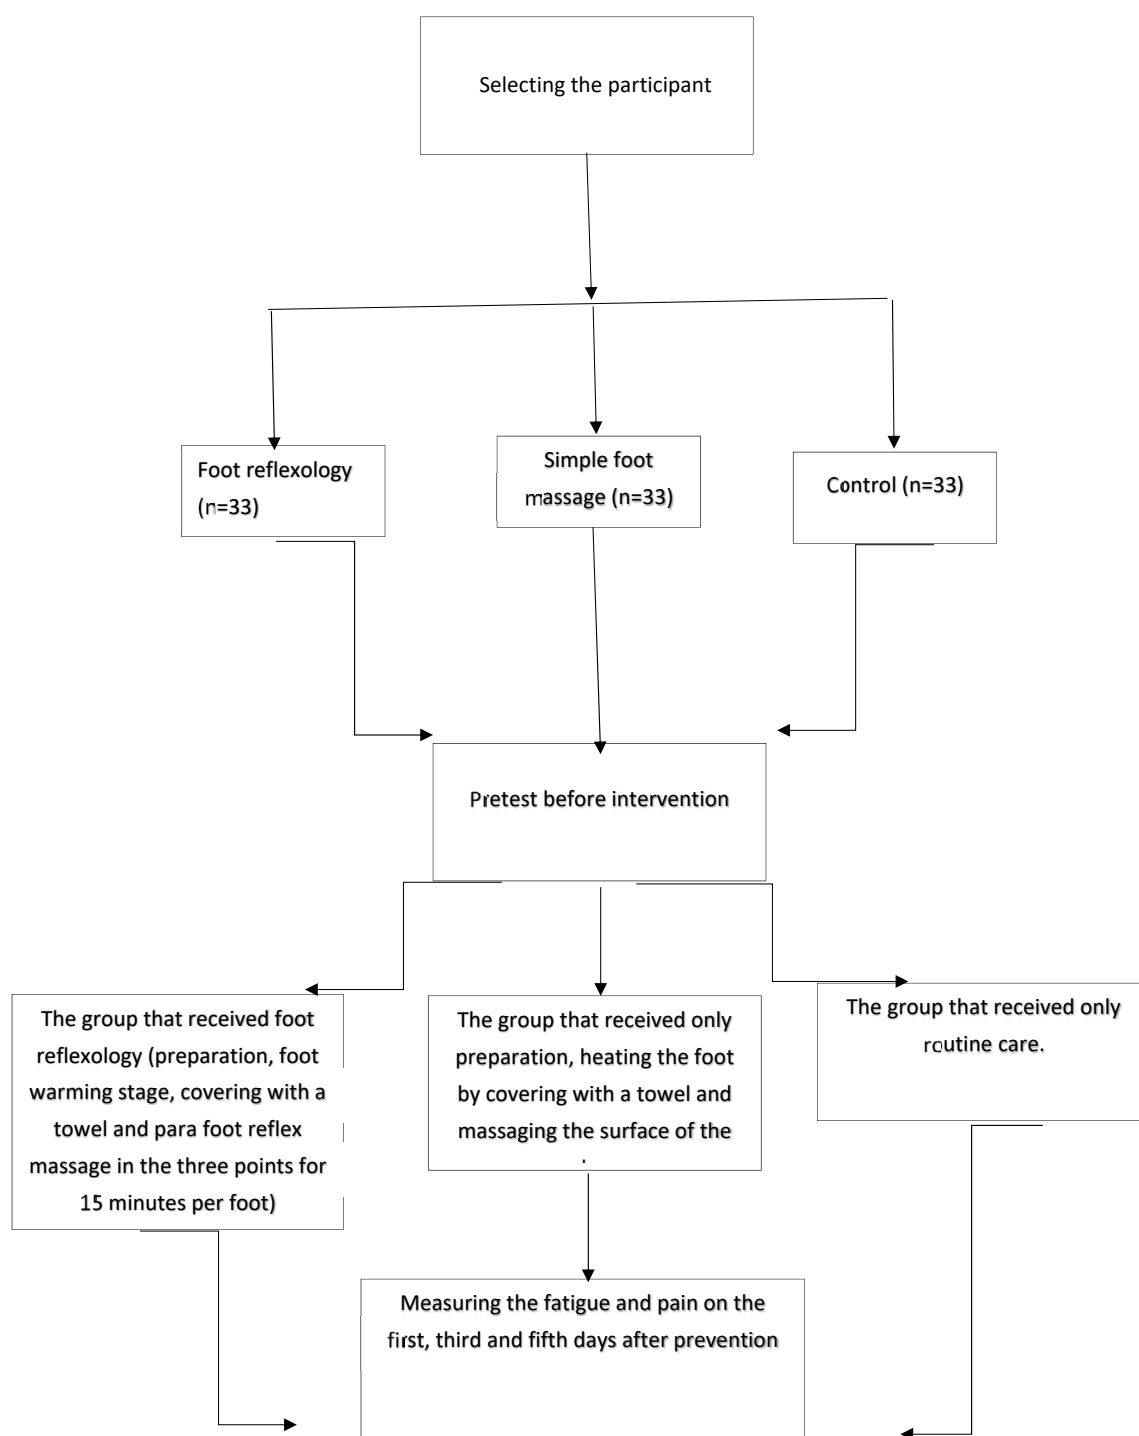 Selecting the participant
Foot reflexology
(n=33)
Simple foot
massage (n=33)
Control (n=33)
Pretest before intervention
The group that received foot
reflexology (preparation, foot
warming stage, covering with a
towel and para foot reflex
massage in the three points for
15 minutes per foot)
The group that received only
preparation, heating the foot
by covering with a towel and
massaging the surface of the
The group that received only
routine care.
Measuring the fatigue and pain on the
first, third and fifth days after prevention